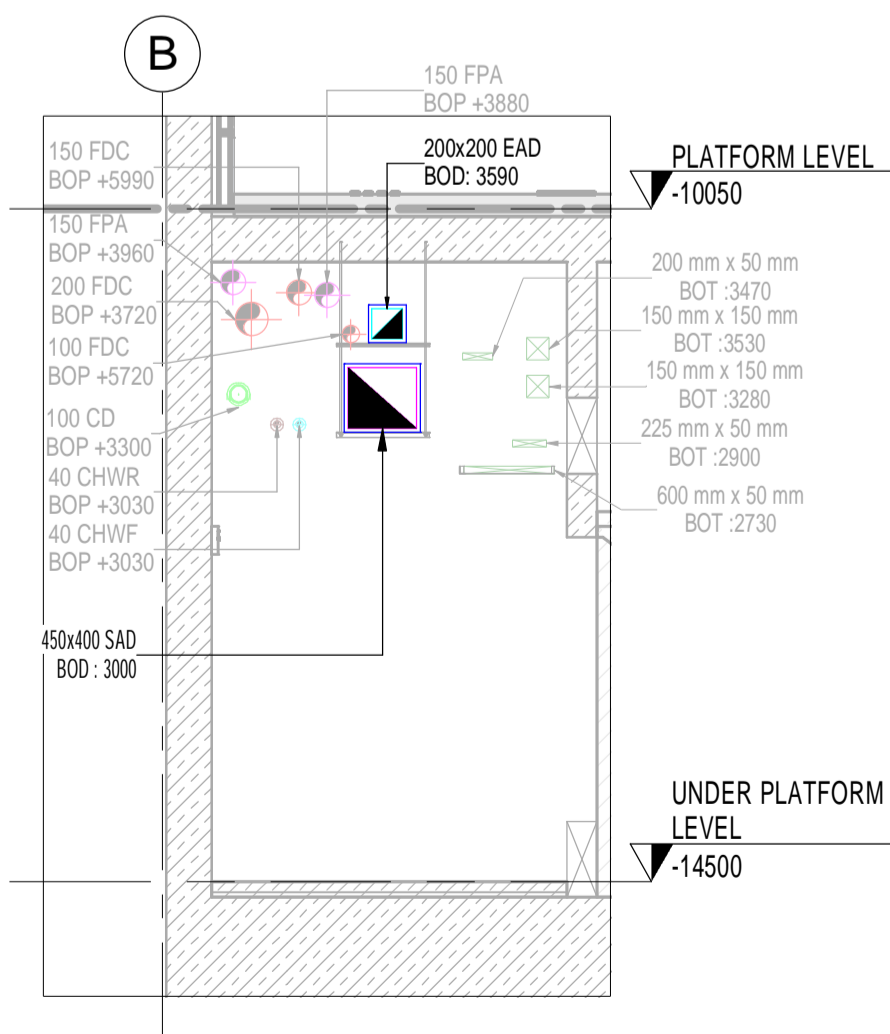 B
150 FPA
BOP +3880
200x200 EAD
BOD: 3590
PLATFORM LEVEL
-10050
150 FDC
BOP +5990
150 FPA
BOP +3960
200 FDC
BOP +3720
100 FDC
BOP +5720
100 CD
BOP +3300
40 CHWR
BOP +3030
40 CHWF
BOP +3030
450x400 SAD
BOD : 3000
200 mm x 50 mm
BOT :3470
150 mm x 150 mm
BOT :3530
150 mm x 150 mm
BOT :3280
225 mm x 50 mm
BOT :2900
600 mm x 50 mm
BOT :2730
UNDER PLATFORM
LEVEL
-14500